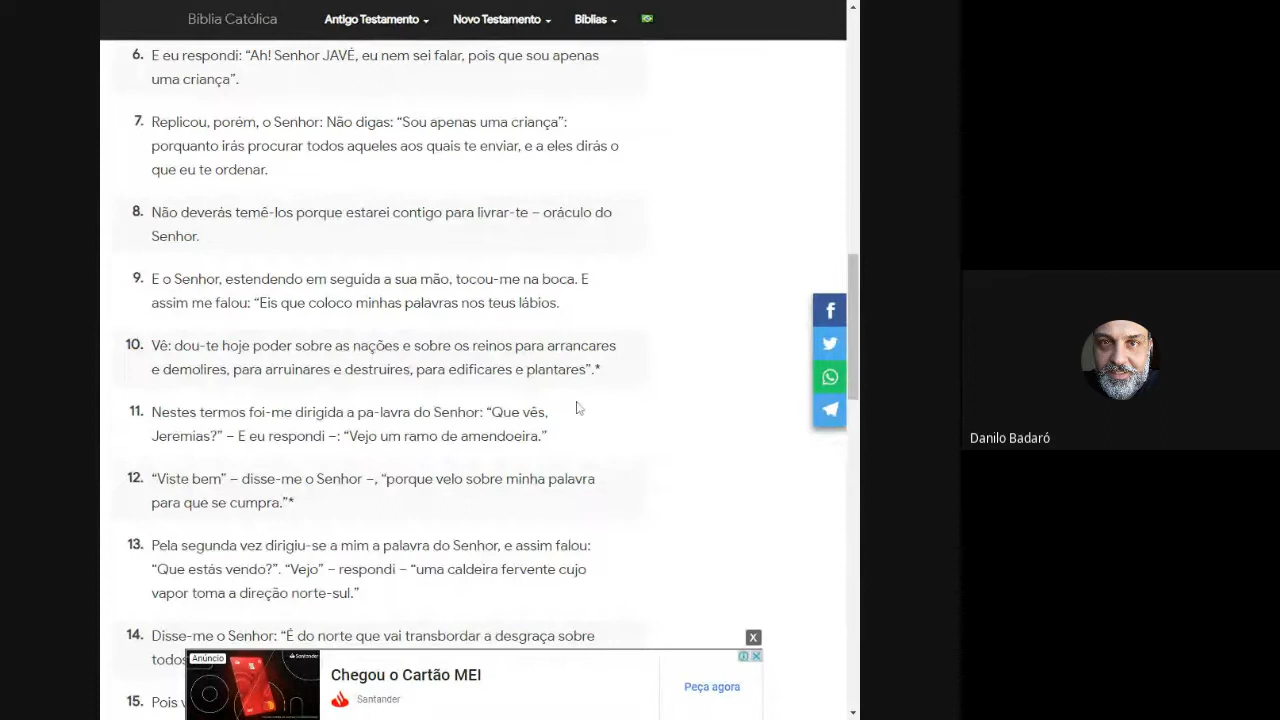 Bíblia Católica Antigo Testamento Novo Testamento Bíblias
6. E eu respondi: “Ah! Senhor JAVÉ, eu nem sei falar, pois que sou apenas
uma criança”.
7. Replicou, porém, o Senhor: Não digas: “Sou apenas uma criança”:
porquanto irás procurar todos aqueles aos quais te enviar, e a eles dirás o
que eu te ordenar.
8. Não deverás temê-los porque estarei contigo para livrar-te – oráculo do
Senhor.
9. E o Senhor, estendendo em seguida a sua mão, tocou-me na boca. E
assim me falou: “Eis que coloco minhas palavras nos teus lábios.
10. Vê: dou-te hoje poder sobre as nações e sobre os reinos para arrancares
e demolires, para arruinares e destruíres, para edificares e plantares”.*
11. Nestes termos foi-me dirigida a pa-lavra do Senhor: “Que vês,
Jeremias?” – E eu respondi –: “Vejo um ramo de amendoeira.”
12. “Viste bem” – disse-me o Senhor –, “porque velo sobre minha palavra
para que se cumpra.”*
13. Pela segunda vez dirigiu-se a mim a palavra do Senhor, e assim falou:
“Que estás vendo?”. “Vejo” – respondi – “uma caldeira fervente cujo
vapor toma a direção norte-sul.”
14. Disse-me o Senhor: “É do norte que vai transbordar a desgraça sobre
todos
15. Pois
X
Anúncio
Santander
Chegou o Cartão MEI
Santander
Peça agora
Danilo Badaró